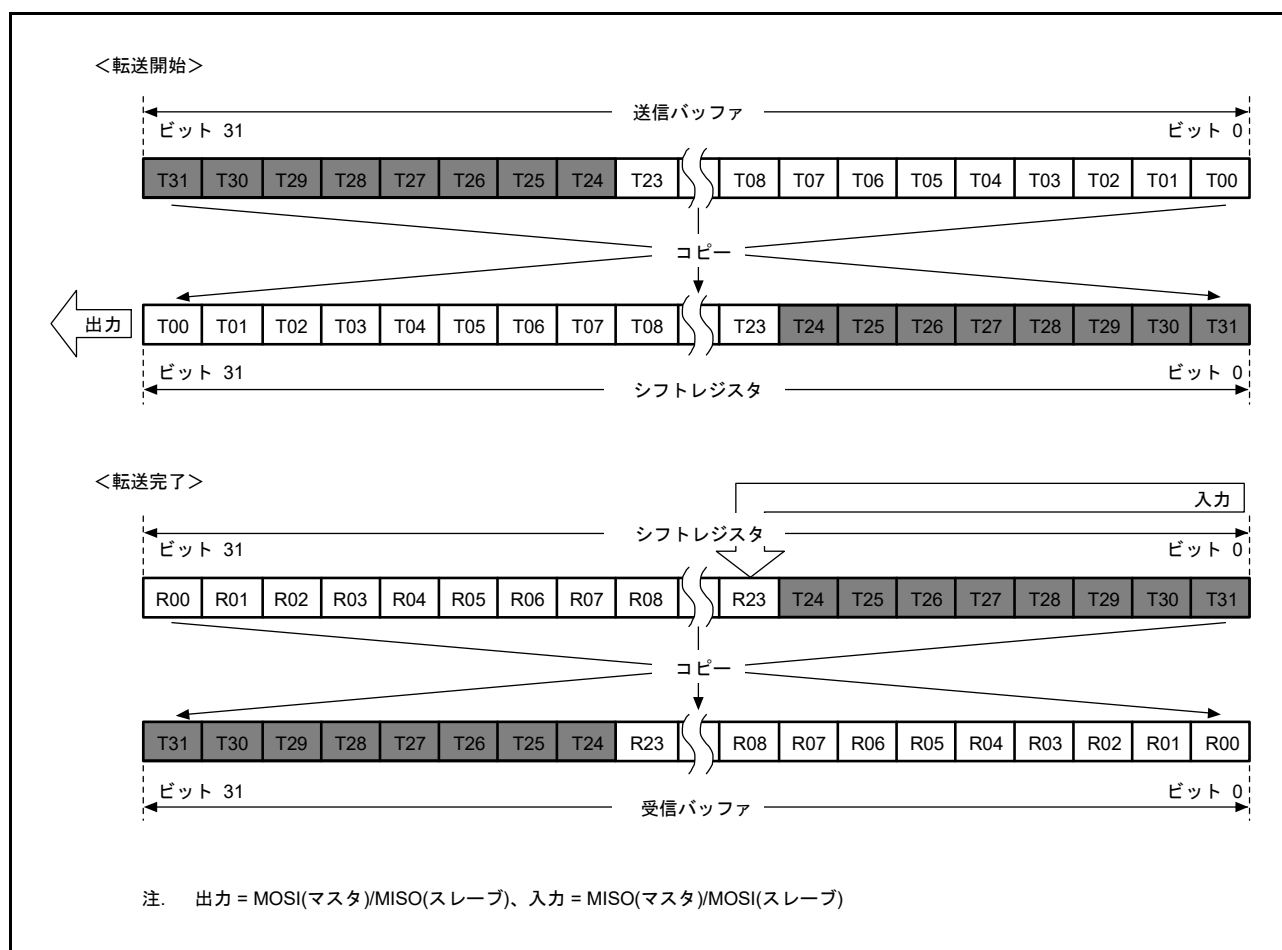 ＜転送開始＞
送信バッファ
ビット 31 ビット 0
T31 T30 T29 T28 T27 T26 T25 T24 T23 T08 T07 T06 T05 T04 T03 T02 T01 T00
コピー
出力 T00 T01 T02 T03 T04 T05 T06 T07 T08 T23 T24 T25 T26 T27 T28 T29 T30 T31
ビット 31 ビット 0
シフトレジスタ
＜転送完了＞
入力
シフトレジスタ
ビット 31 ビット 0
R00 R01 R02 R03 R04 R05 R06 R07 R08 R23 T24 T25 T26 T27 T28 T29 T30 T31
コピー
T31 T30 T29 T28 T27 T26 T25 T24 R23 R08 R07 R06 R05 R04 R03 R02 R01 R00
ビット 31 ビット 0
受信バッファ
注. 出力 = MOSI(マスタ)/MISO(スレーブ)、入力 = MISO(マスタ)/MOSI(スレーブ)